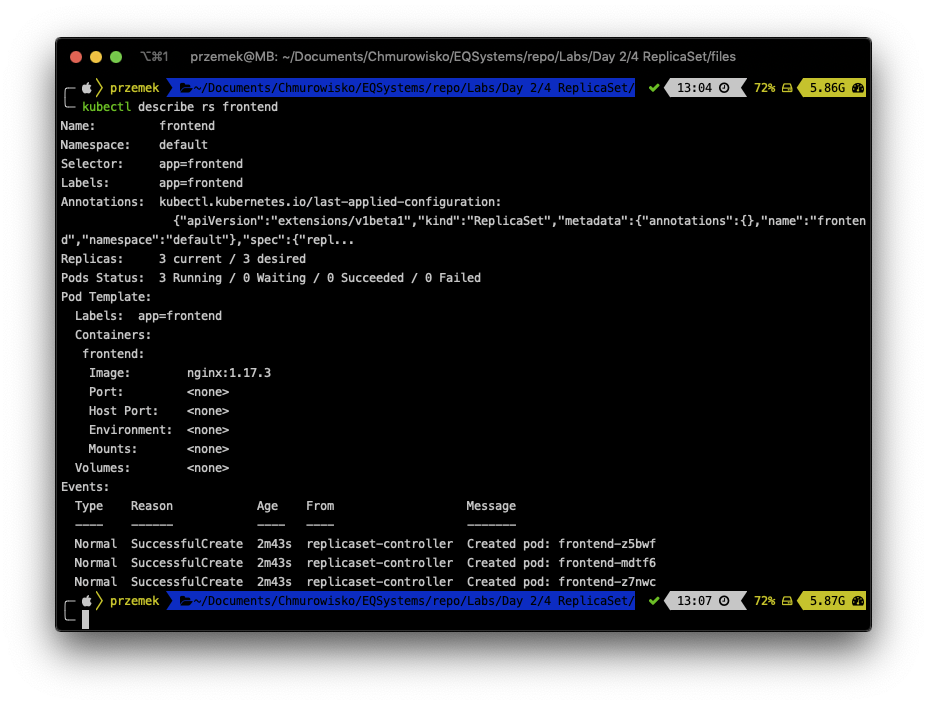 ⌥⌘1 przemek@MB: ~/Documents/Chmurowisko/EQSystems/repo/Labs/Day 2/4 ReplicaSet/files
przemek ~/Documents/Chmurowisko/EQSystems/repo/Labs/Day 2/4 ReplicaSet/ ✔ 13:04 72% 5.86G
kubectl describe rs frontend
Name: frontend
Namespace: default
Selector: app=frontend
Labels: app=frontend
Annotations: kubectl.kubernetes.io/last-applied-configuration:
{"apiVersion":"extensions/v1beta1","kind":"ReplicaSet","metadata":{"annotations":{},"name":"fronten
d","namespace":"default"},"spec":{"repl...
Replicas: 3 current / 3 desired
Pods Status: 3 Running / 0 Waiting / 0 Succeeded / 0 Failed
Pod Template:
Labels: app=frontend
Containers:
frontend:
Image: nginx:1.17.3
Port: <none>
Host Port: <none>
Environment: <none>
Mounts: <none>
Volumes: <none>
Events:
Type Reason Age From Message
---- ------ ---- ---- -------
Normal SuccessfulCreate 2m43s replicaset-controller Created pod: frontend-z5bwf
Normal SuccessfulCreate 2m43s replicaset-controller Created pod: frontend-mdtf6
Normal SuccessfulCreate 2m43s replicaset-controller Created pod: frontend-z7nwc
przemek ~/Documents/Chmurowisko/EQSystems/repo/Labs/Day 2/4 ReplicaSet/ ✔ 13:07 72% 5.87G